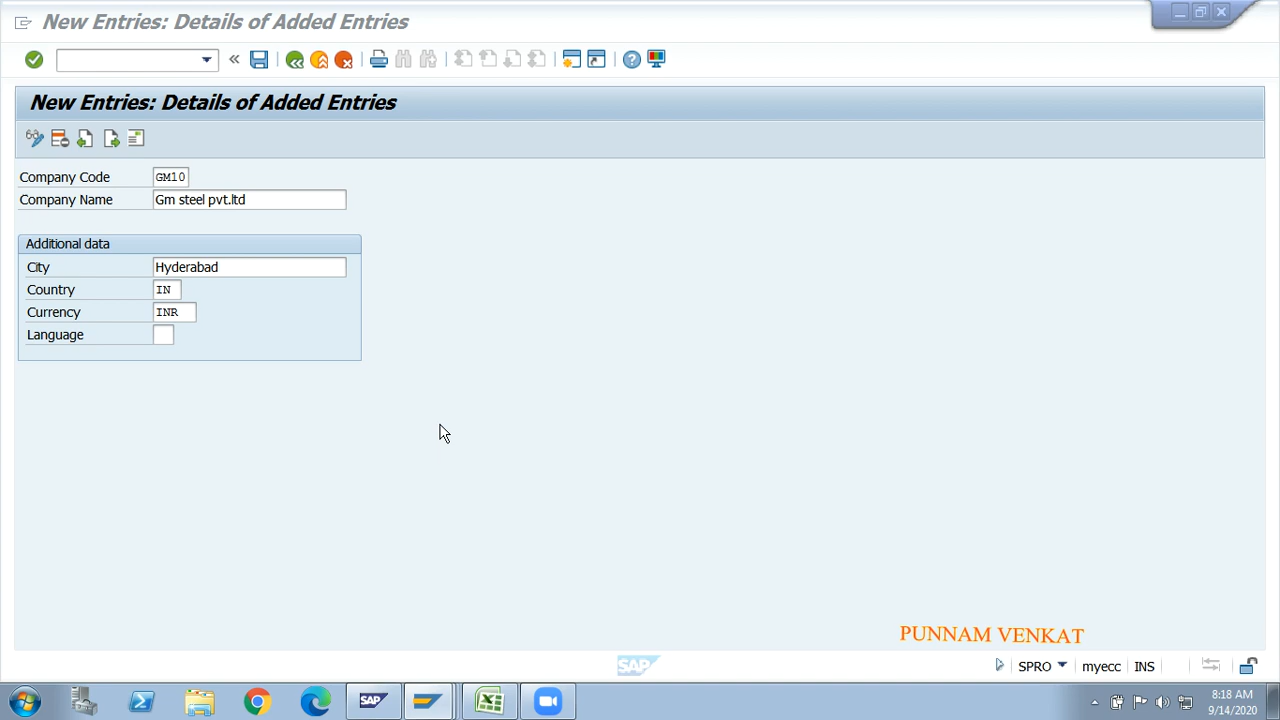 New Entries: Details of Added Entries
New Entries: Details of Added Entries
Company Code GM10
Company Name Gm steel pvt.ltd
Additional data
City Hyderabad
Country IN
Currency INR
Language
PUNNAM VENKAT
SAP SPRO myecc INS
SAP 8:18 AM
9/14/2020